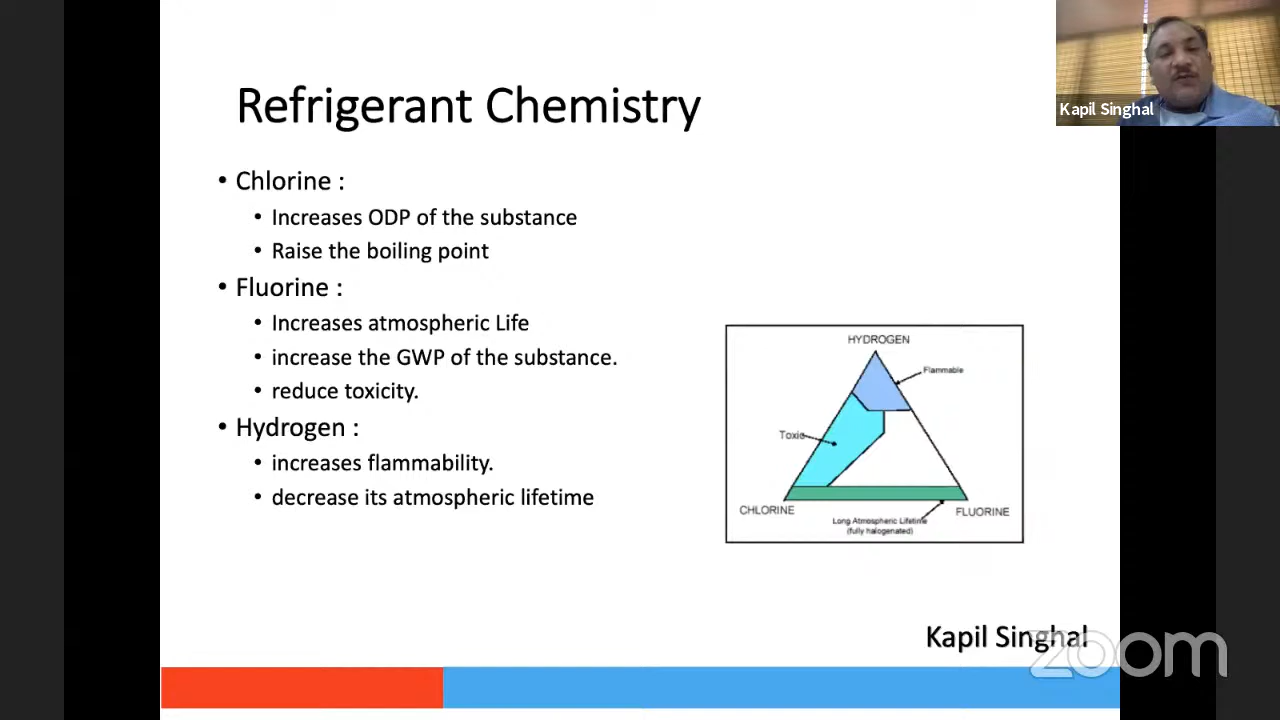 Kapil Singhal
Refrigerant Chemistry
• Chlorine :
• Increases ODP of the substance
• Raise the boiling point
• Fluorine :
• Increases atmospheric Life
• increase the GWP of the substance.
• reduce toxicity.
• Hydrogen :
• increases flammability.
• decrease its atmospheric lifetime
HYDROGEN
Flammable
Toxic
CHLORINE
FLUORINE
Long Atmospheric Lifetime
(fully halogenated)
Kapil Singhal
zoom